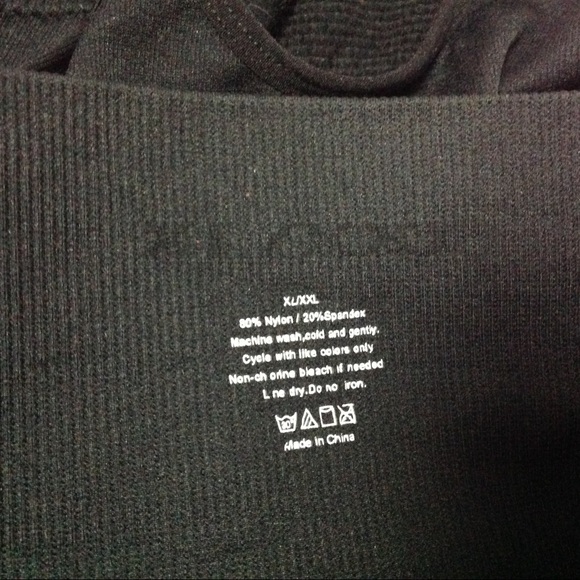 XL/XXL
80% Nylon / 20%Spandex
Machine wash,cold and gently.
Cycle with like colors only
Non-ch orine bleach if needed
L ne dry.Do no iron.
30°
Made in China